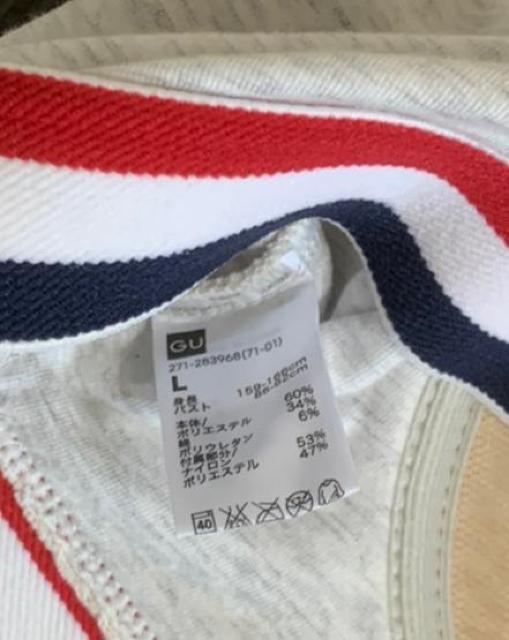 GU
271-283968(71-01)
L
身長 159-166cm
バスト 86-92cm
本体/
ポリエステル 60%
綿 34%
ポリウレタン 6%
付属部分/
ナイロン 53%
ポリエステル 47%
40